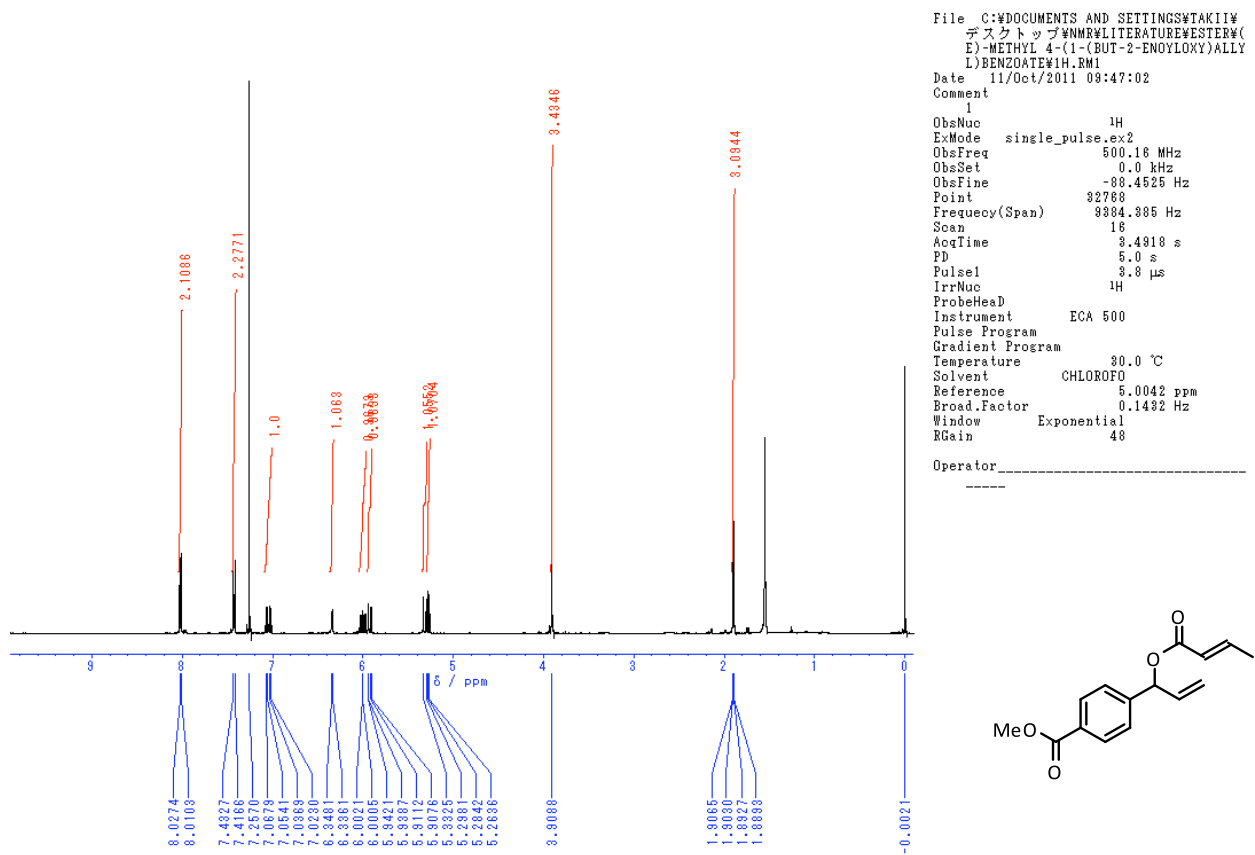 File C:¥DOCUMENTS AND SETTINGS¥TAKII¥
デスクトップ¥NMR¥LITERATURE¥ESTER¥(
E)-METHYL 4-(1-(BUT-2-ENOYLOXY)ALLY
L)BENZOATE¥1H.RM1
Date 11/Oct/2011 09:47:02
Comment
1
ObsNuc 1H
ExMode single_pulse.ex2
ObsFreq 500.16 MHz
ObsSet 0.0 kHz
ObsFine -88.4525 Hz
Point 32768
Frequecy(Span) 9384.385 Hz
Scan 16
AcqTime 3.4918 s
PD 5.0 s
Pulse1 3.8 μs
IrrNuc 1H
ProbeHeaD
Instrument ECA 500
Pulse Program
Gradient Program
Temperature 30.0 ℃
Solvent CHLOROFO
Reference 5.0042 ppm
Broad.Factor 0.1432 Hz
Window Exponential
RGain 48
Operator_______________________________
_____
2.1086
2.2771
1.0
1.063
3.4346
3.0944
9 8 7 6 5 4 3 2 1 0
δ / ppm
8.0274
8.0103
7.4327
7.4166
7.2570
7.0679
7.0541
7.0369
7.0230
6.3481
6.3361
6.0021
6.0005
5.9421
5.9387
5.9112
5.9076
5.3325
5.2981
5.2842
5.2636
3.9088
1.9065
1.9030
1.8927
1.8893
-0.0021
O
O
MeO
O